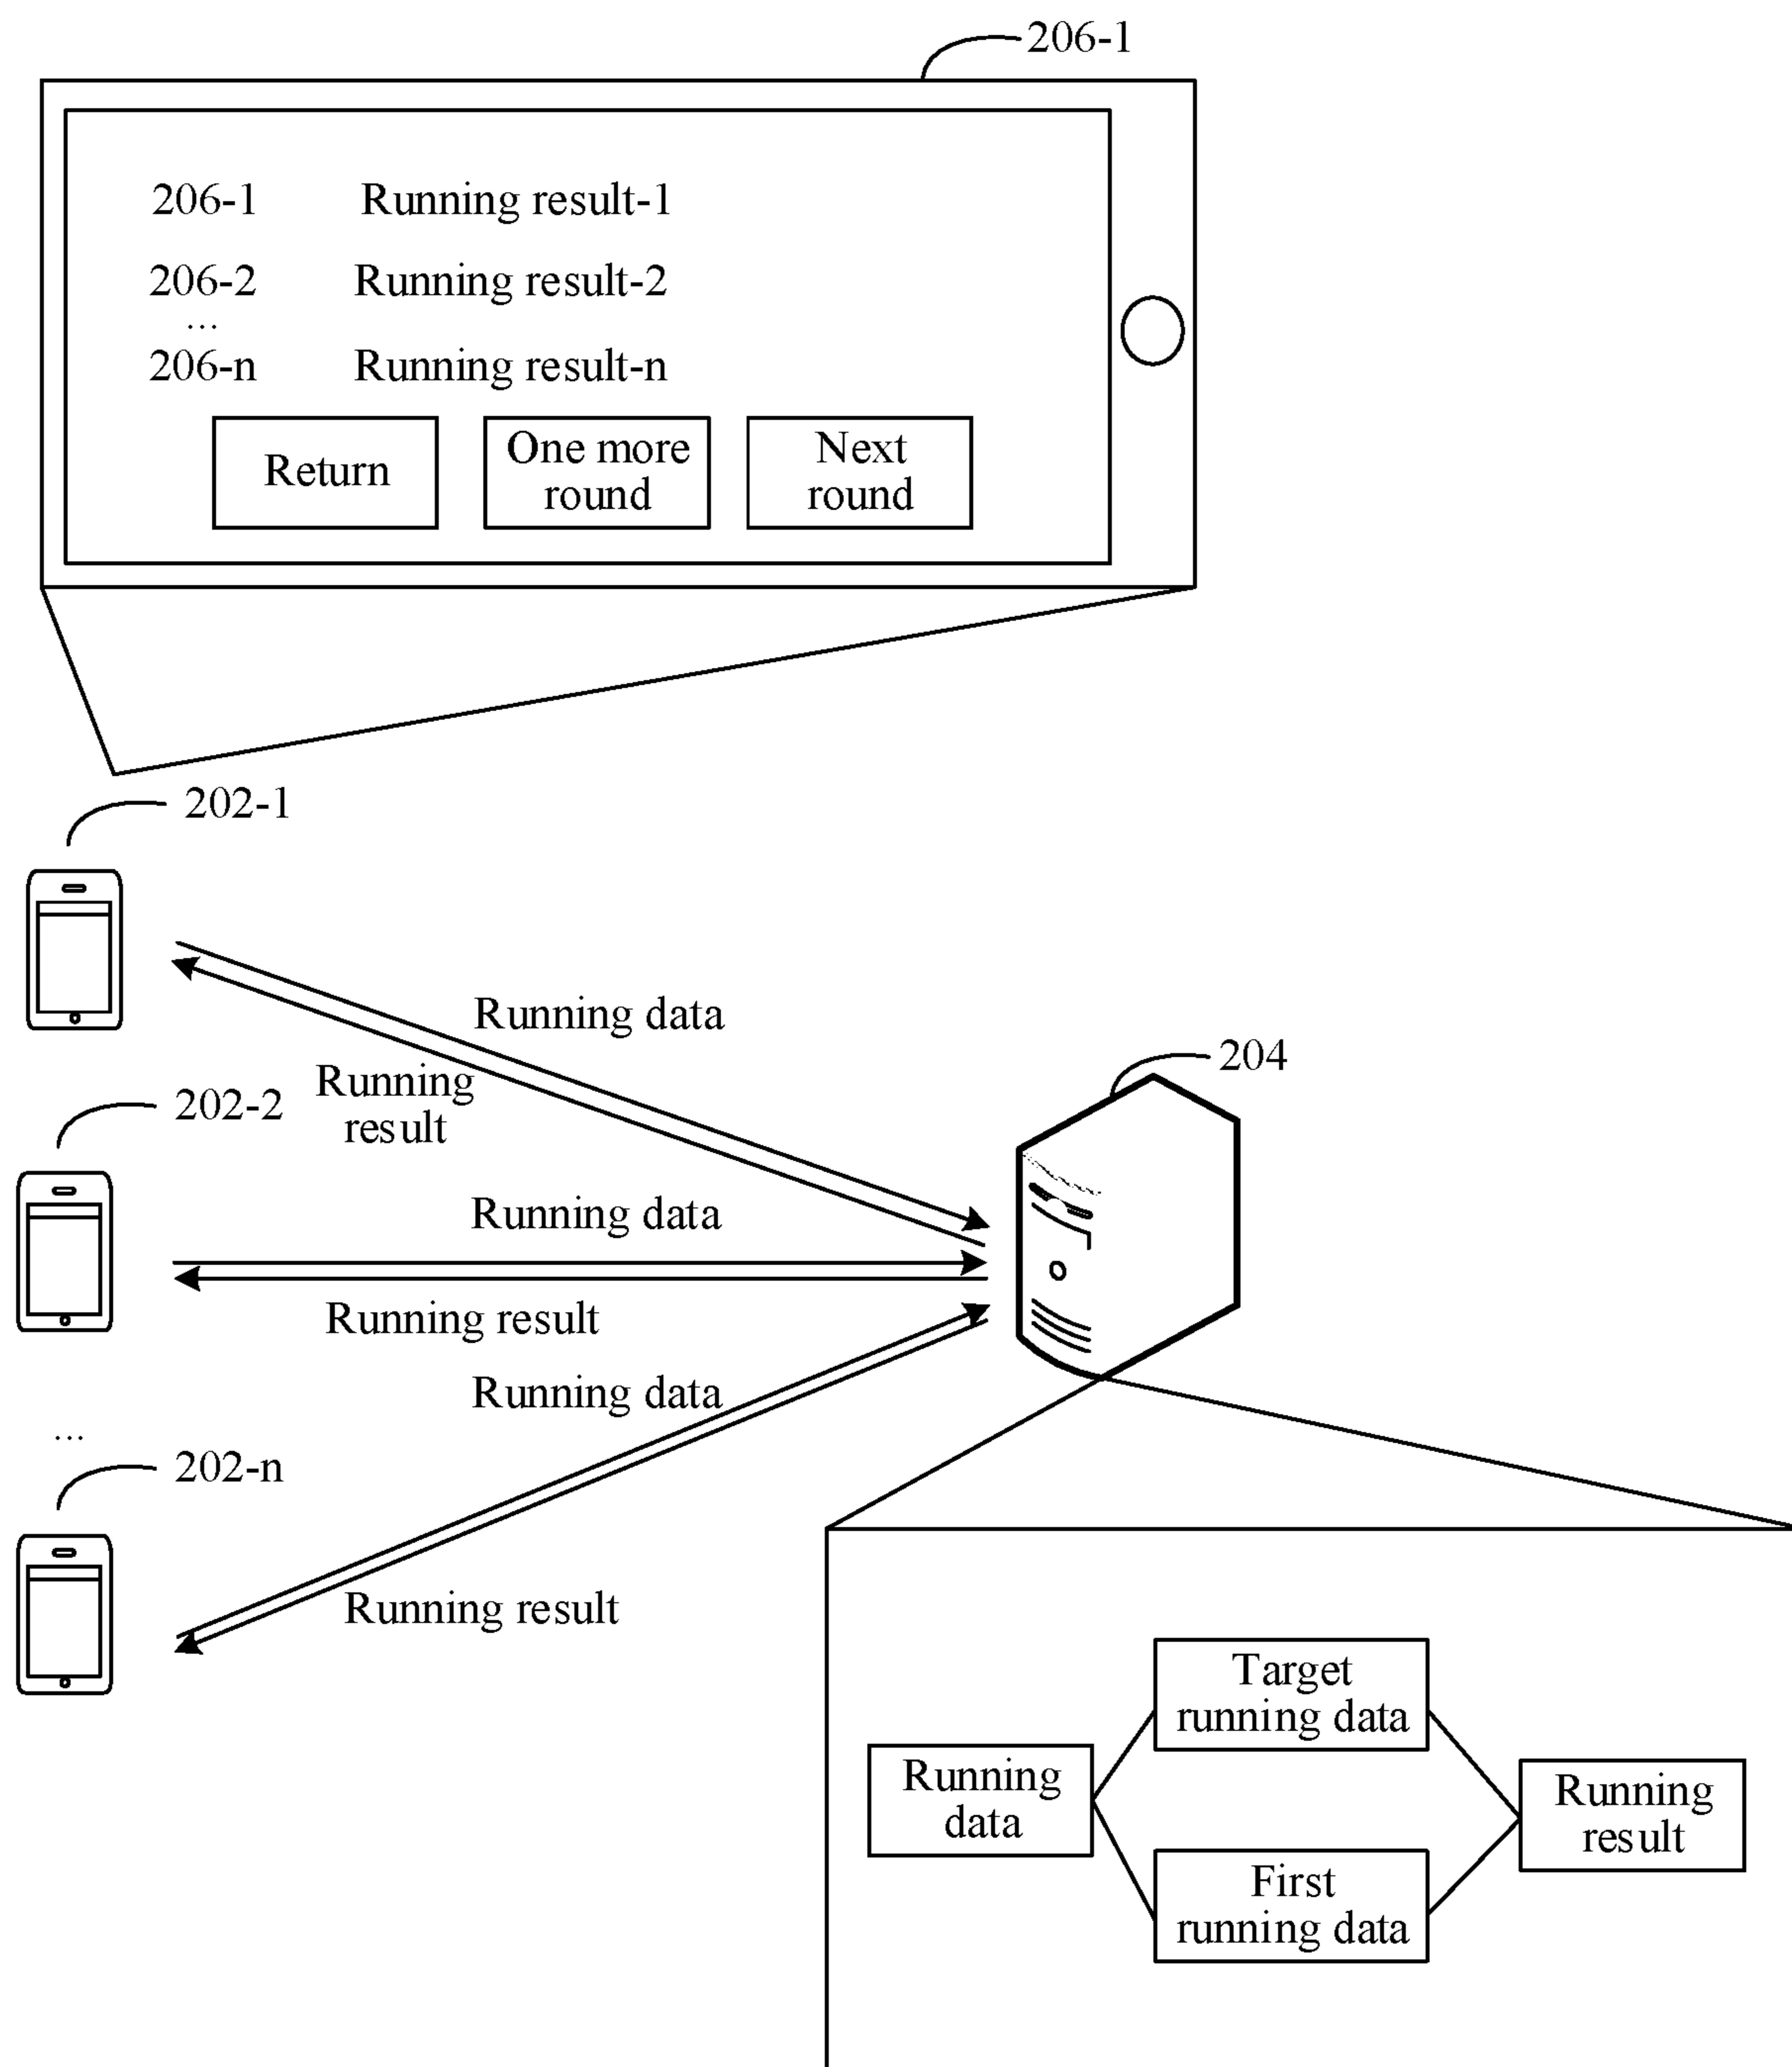 206-1
206-1 Running result-1
206-2 Running result-2
...
206-n Running result-n
Return
One more
round
Next
round
202-1
Running data
Running
result
204
202-2
Running data
Running result
Running data
...
202-n
Running result
Target
running data
Running
data
Running
result
First
running data